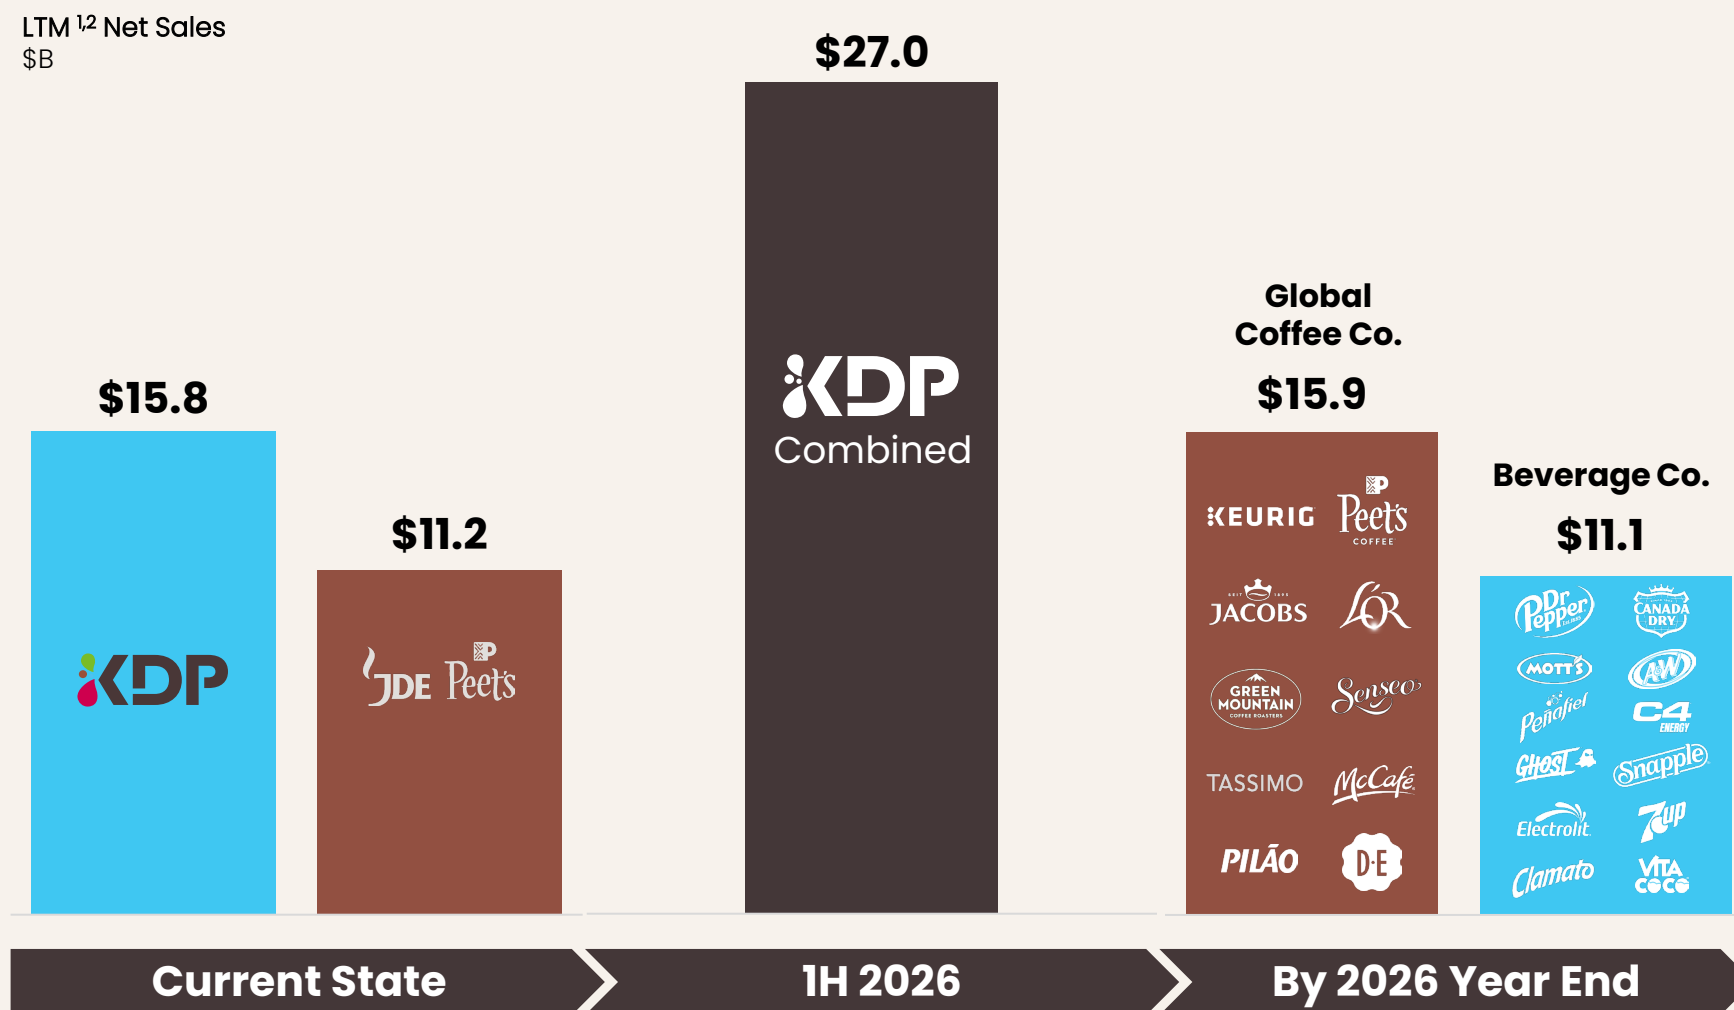 LTM 1,2 Net Sales
$B
$15.8
KDP
$11.2
JDE Peet's
$27.0
KDP
Combined
Global
Coffee Co.
$15.9
KEURIG
Peet's
COFFEE
SEIT 1895
JACOBS
L'OR
GREEN
MOUNTAIN
COFFEE ROASTERS
Senseo
TASSIMO
McCafé
PILÃO
D·E
Beverage Co.
$11.1
Dr
Pepper
CANADA
DRY
MOTT'S
A&W
Peñafiel
C4
ENERGY
GHOST
Snapple
Electrolit
7UP
Clamato
VITA
COCO
Current State
1H 2026
By 2026 Year End